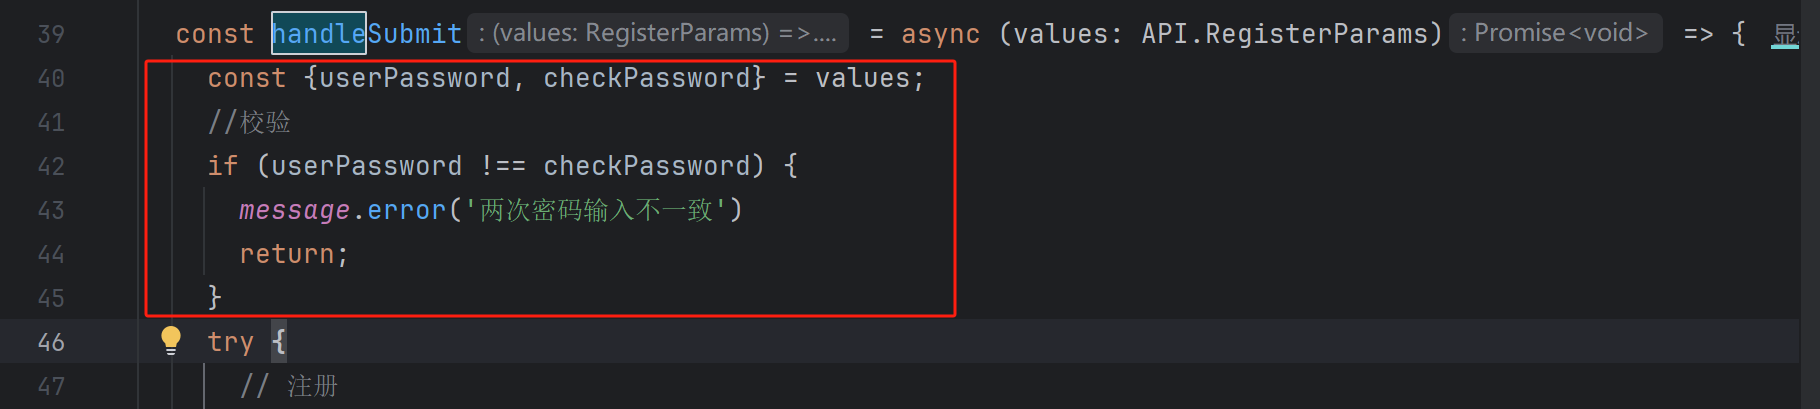 39 const handleSubmit : (values: RegisterParams) =>.... = async (values: API.RegisterParams) : Promise<void> => {
40 const {userPassword, checkPassword} = values;
41 //校验
42 if (userPassword !== checkPassword) {
43 message.error('两次密码输入不一致')
44 return;
45 }
46 try {
47 // 注册